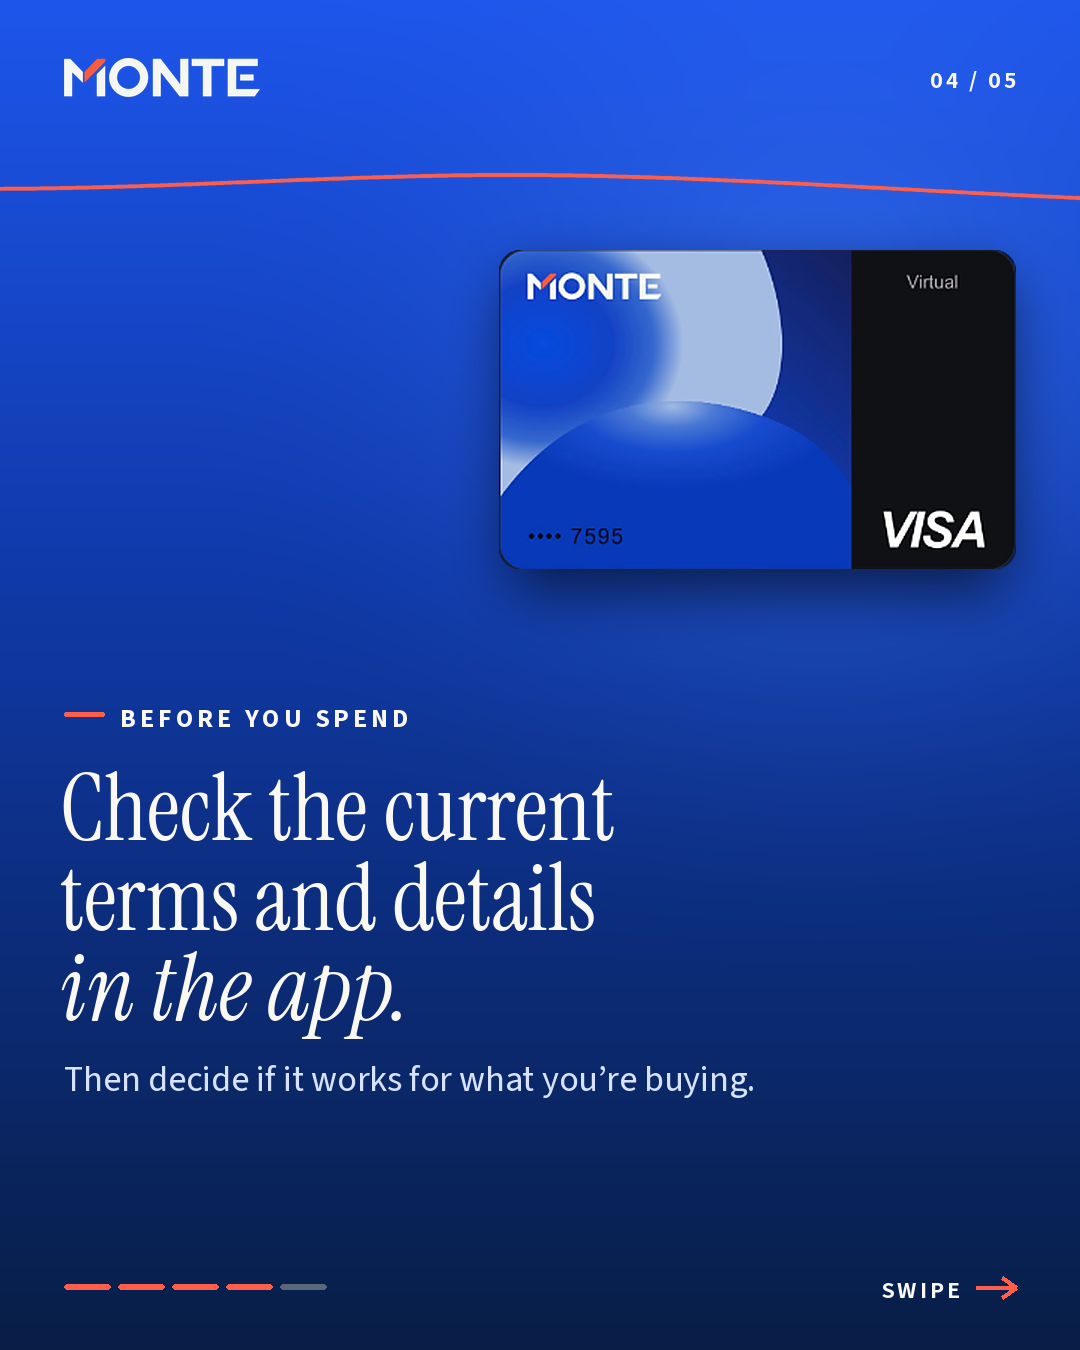 MONTE
04 / 05
MONTE
Virtual
•••• 7595
VISA
BEFORE YOU SPEND
Check the current
terms and details
in the app.
Then decide if it works for what you’re buying.
SWIPE